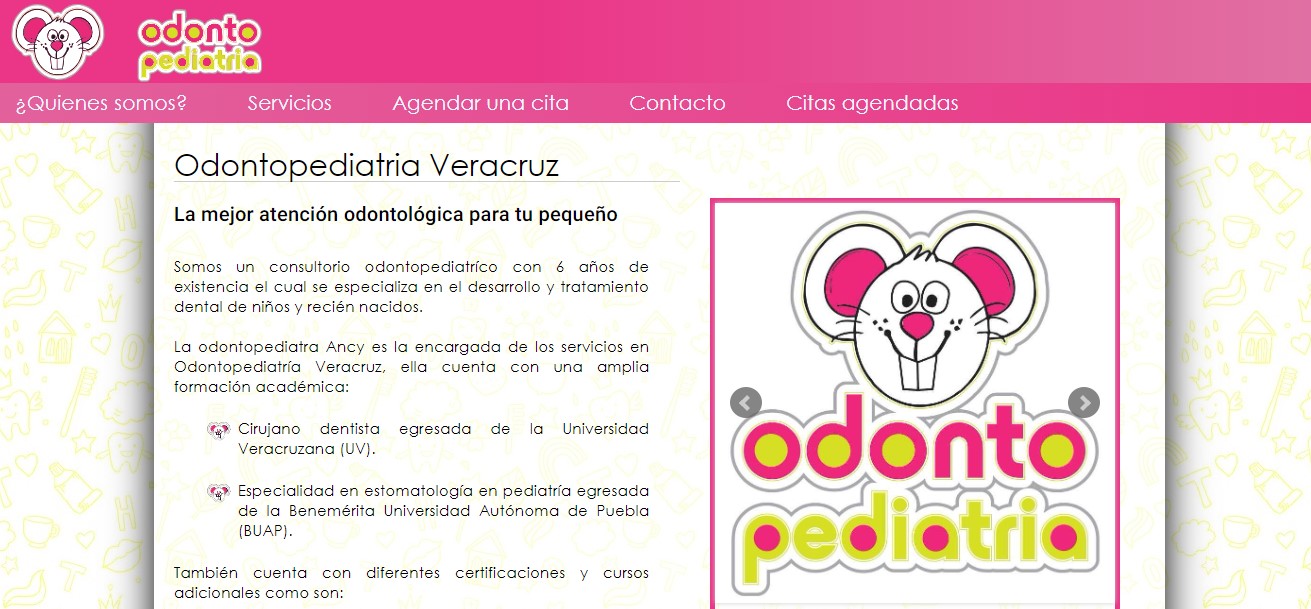 odonto
pediatria
¿Quienes somos? Servicios Agendar una cita Contacto Citas agendadas
Odontopediatria Veracruz
La mejor atención odontológica para tu pequeño
Somos un consultorio odontopediatríco con 6 años de
existencia el cual se especializa en el desarrollo y tratamiento
dental de niños y recién nacidos.
La odontopediatra Ancy es la encargada de los servicios en
Odontopediatría Veracruz, ella cuenta con una amplia
formación académica:
Cirujano dentista egresada de la Universidad
Veracruzana (UV).
Especialidad en estomatología en pediatría egresada
de la Benemérita Universidad Autónoma de Puebla
(BUAP).
También cuenta con diferentes certificaciones y cursos
adicionales como son:
odonto
pediatria